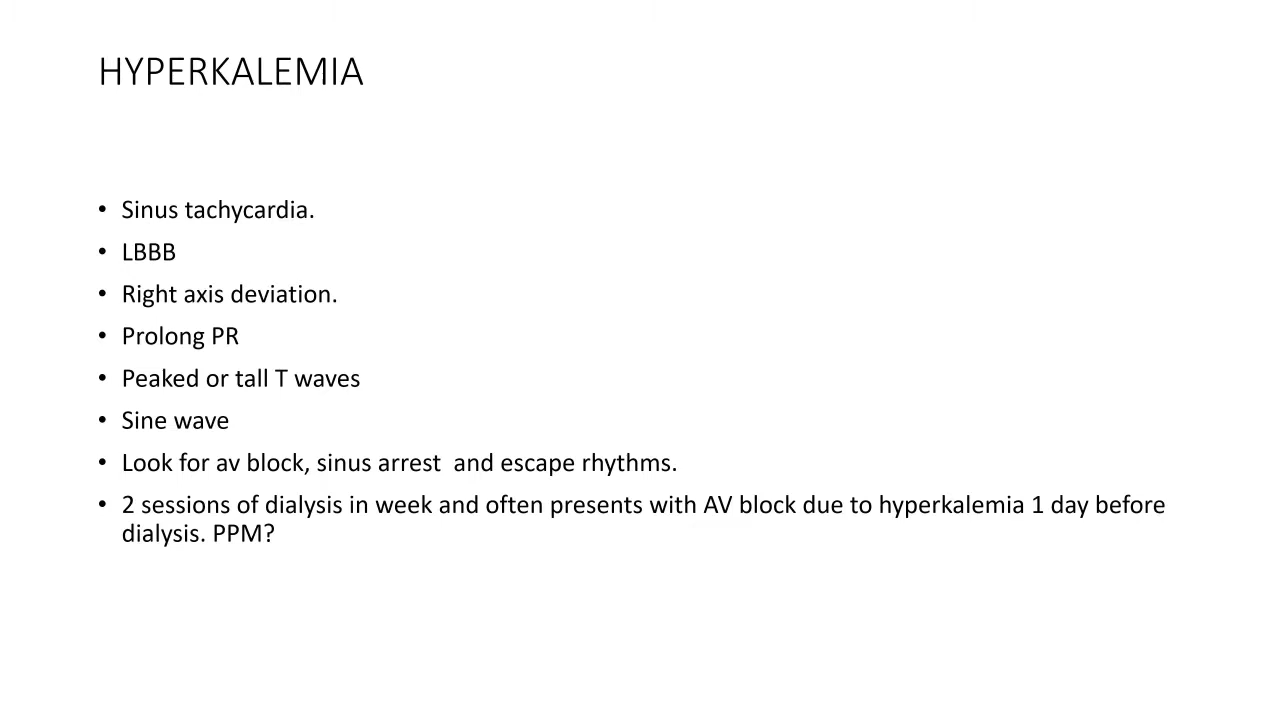 HYPERKALEMIA
• Sinus tachycardia.
• LBBB
• Right axis deviation.
• Prolong PR
• Peaked or tall T waves
• Sine wave
• Look for av block, sinus arrest  and escape rhythms.
• 2 sessions of dialysis in week and often presents with AV block due to hyperkalemia 1 day before
dialysis. PPM?